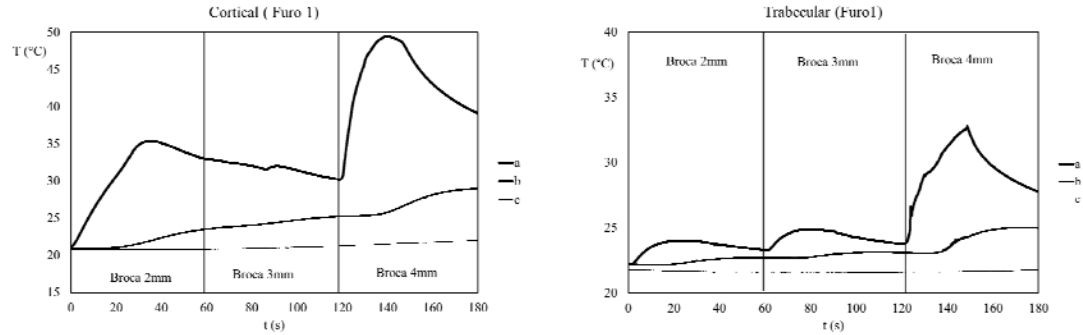 Cortical ( Furo 1)
T (°C)
50
45
40
35
30
25
20
15
Broca 2mm
Broca 3mm
Broca 4mm
0 20 40 60 80 100 120 140 160 180
t (s)
a
b
c
Trabecular (Furo1)
T (°C)
40
35
30
25
20
Broca 2mm
Broca 3mm
Broca 4mm
0 20 40 60 80 100 120 140 160 180
t (s)
a
b
c